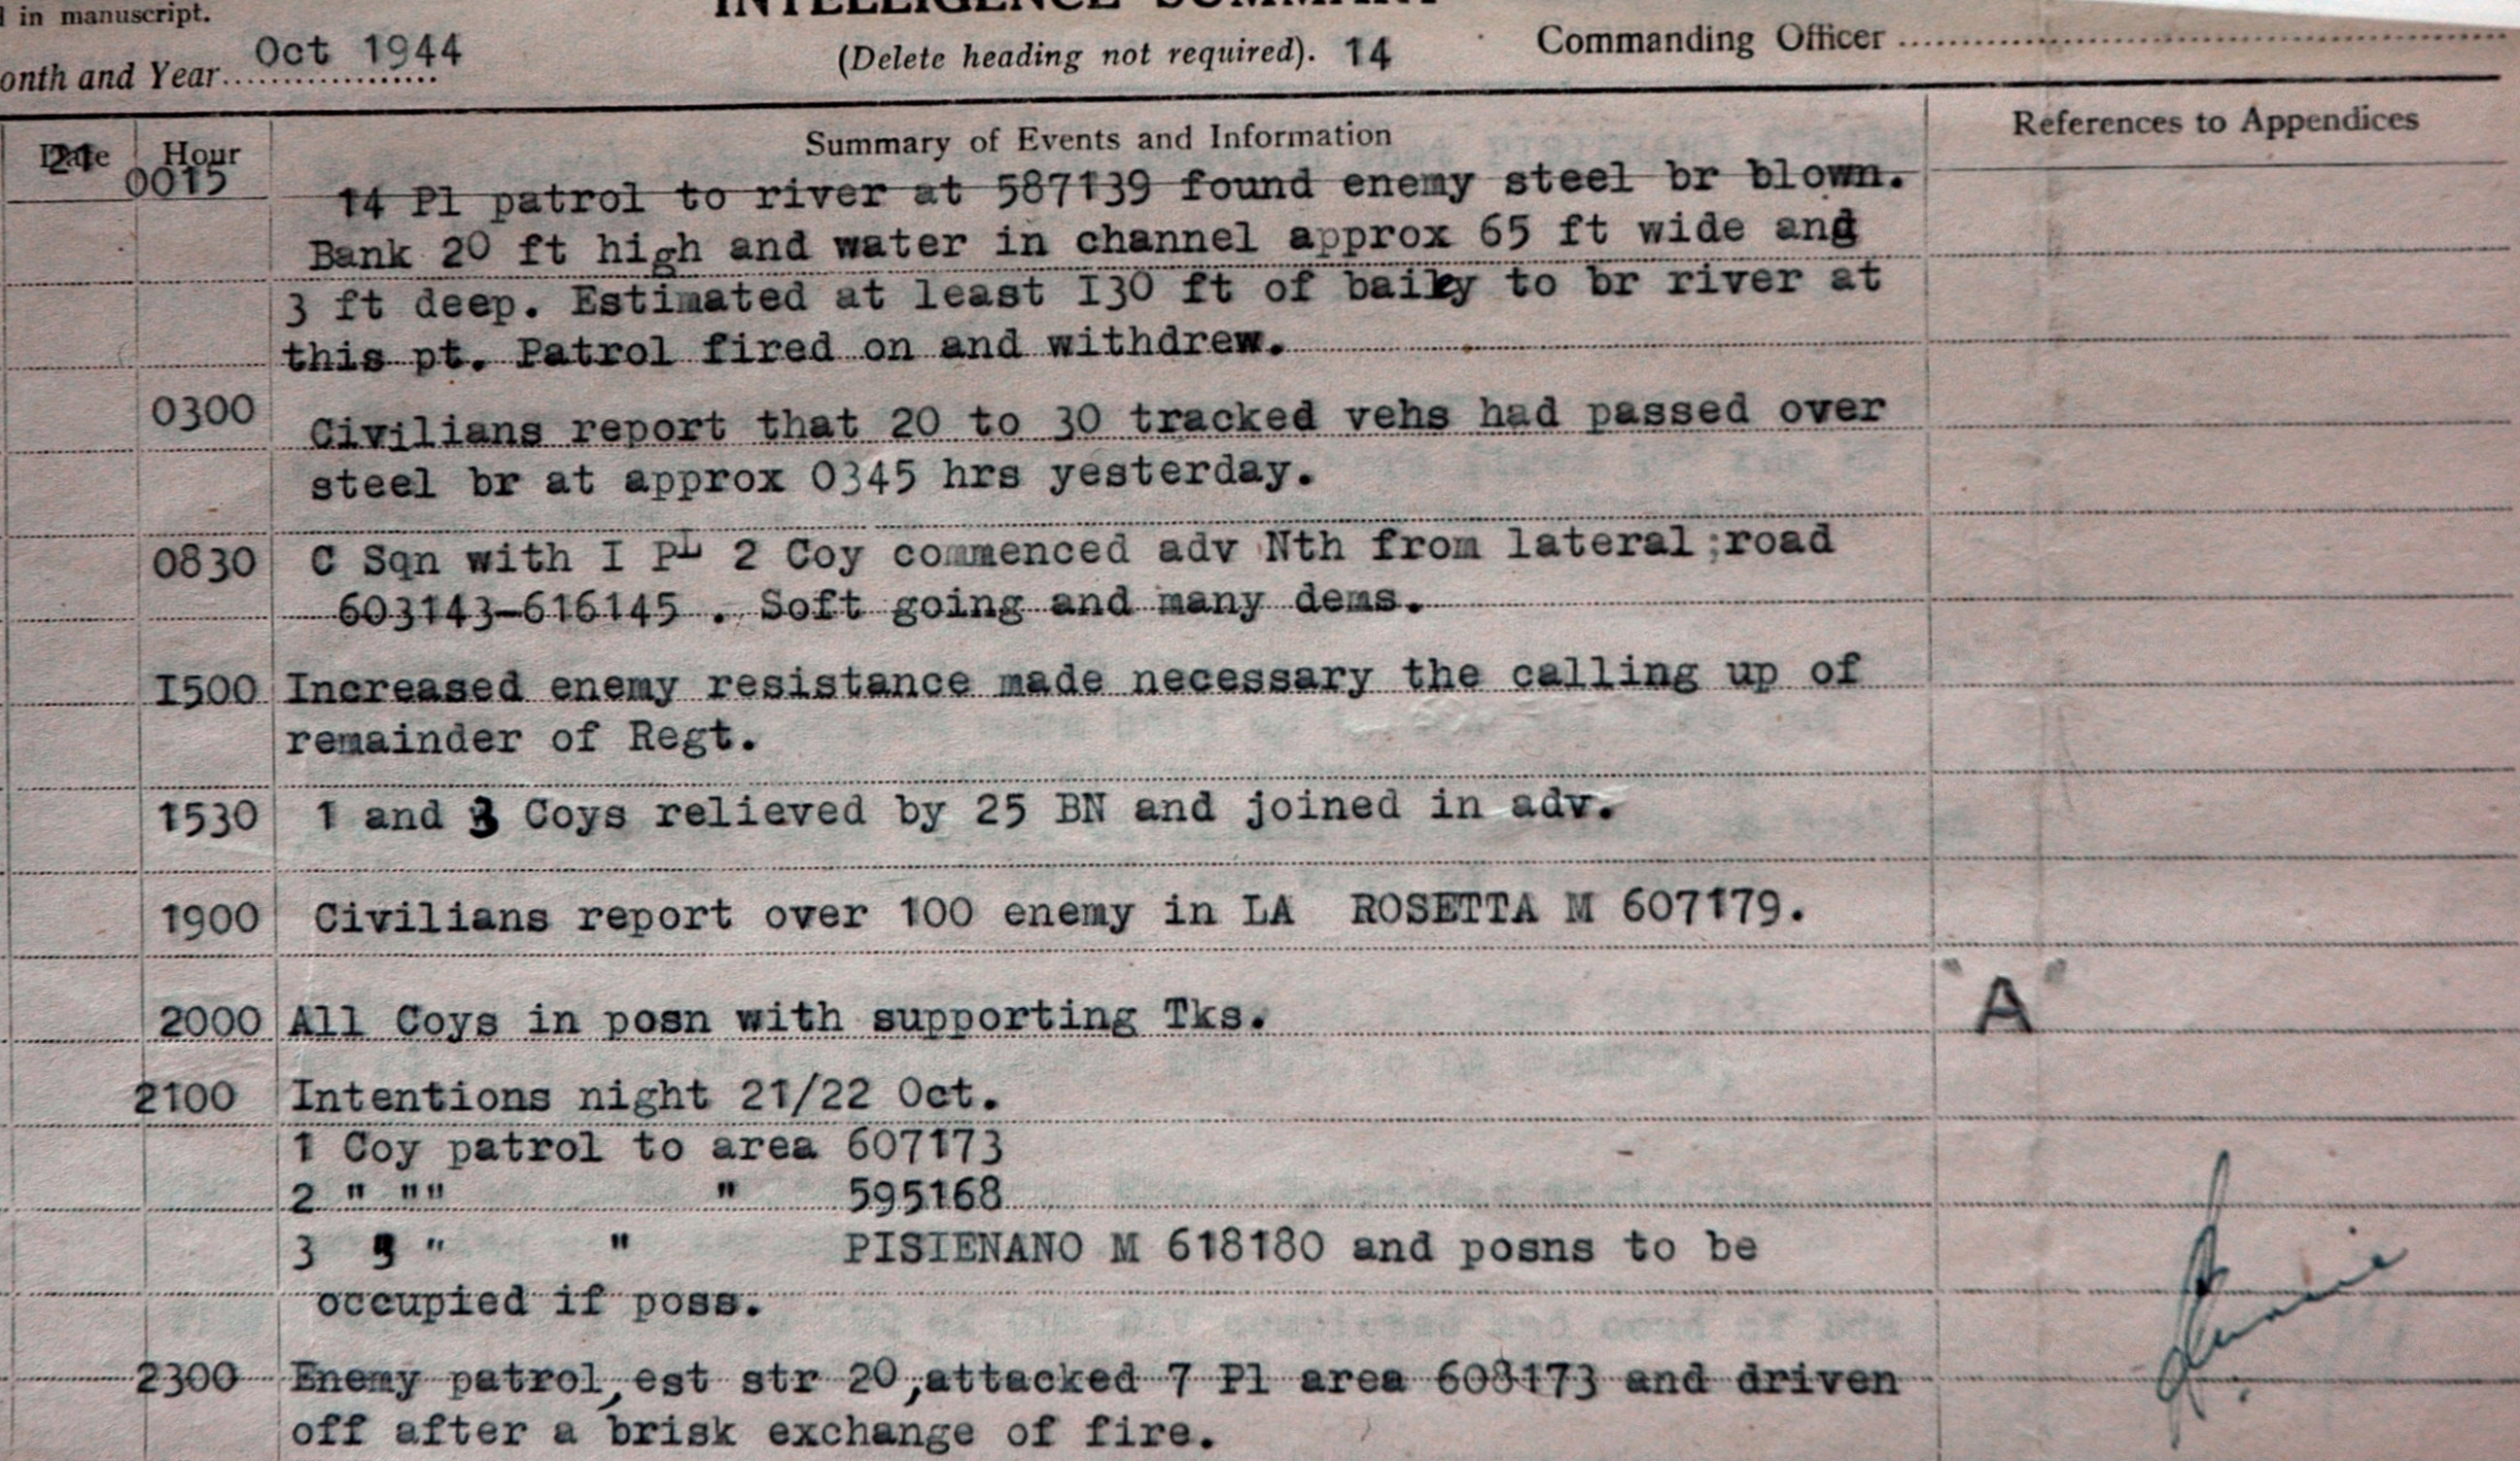 in manuscript.
INTELLIGENCE SUMMARY
(Delete heading not required). 14
Commanding Officer
onth and Year. Oct 1944
Date Hour
Summary of Events and Information
References to Appendices
21 0015 14 Pl patrol to river at 587139 found enemy steel br blown.
Bank 20 ft high and water in channel approx 65 ft wide and
3 ft deep. Estimated at least I30 ft of baily to br river at
this pt. Patrol fired on and withdrew.
0300 Civilians report that 20 to 30 tracked vehs had passed over
steel br at approx 0345 hrs yesterday.
0830 C Sqn with I PL 2 Coy commenced adv Nth from lateral ;road
603143-616145 . Soft going and many dems.
I500 Increased enemy resistance made necessary the calling up of
remainder of Regt.
1530 1 and 3 Coys relieved by 25 BN and joined in adv.
1900 Civilians report over 100 enemy in LA ROSETTA M 607179.
2000 All Coys in posn with supporting Tks. "A"
2100 Intentions night 21/22 Oct.
1 Coy patrol to area 607173
2 " "" " 595168
3 " " PISIENANO M 618180 and posns to be
occupied if poss.
2300 Enemy patrol, est str 20, attacked 7 Pl area 608173 and driven
off after a brisk exchange of fire.